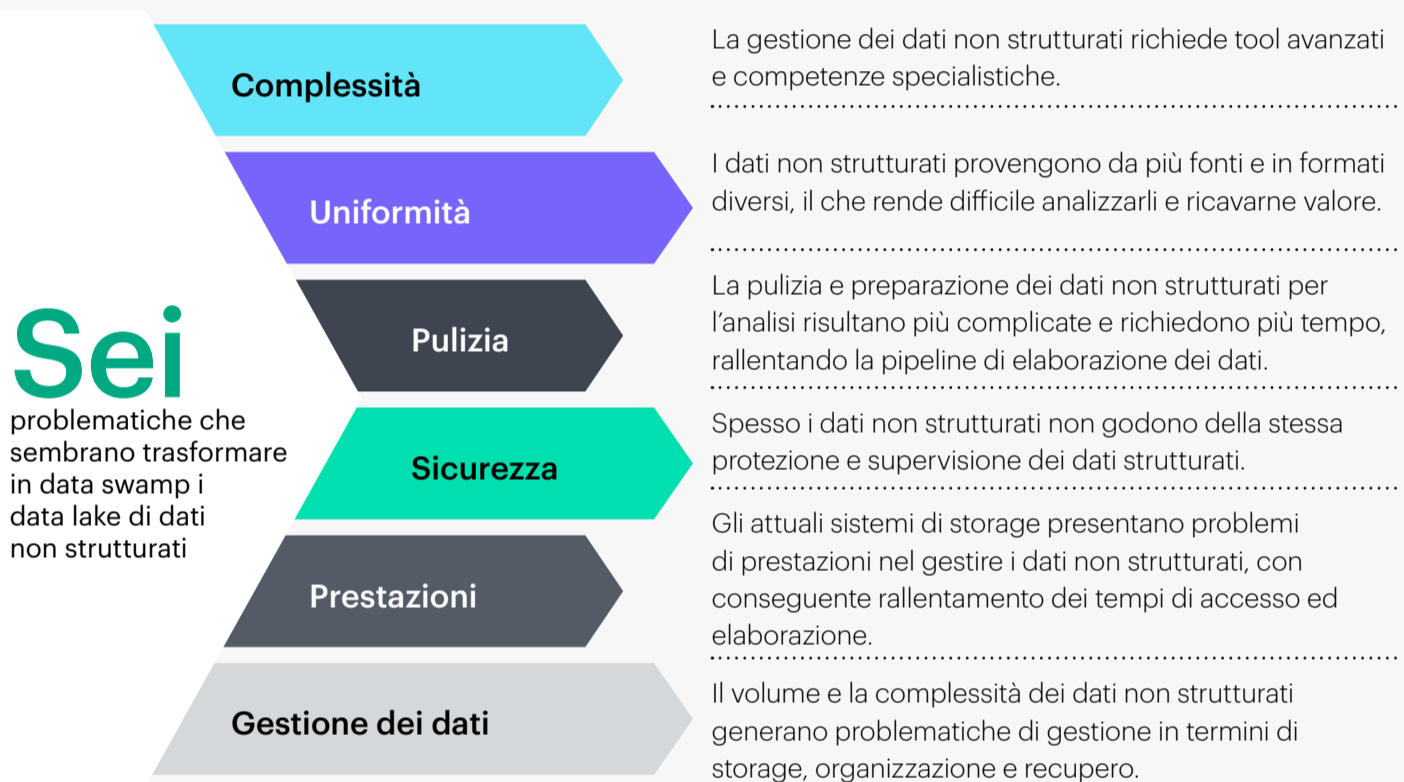 Sei
problematiche che
sembrano trasformare
in data swamp i
data lake di dati
non strutturati
Complessità
La gestione dei dati non strutturati richiede tool avanzati
e competenze specialistiche.
Uniformità
I dati non strutturati provengono da più fonti e in formati
diversi, il che rende difficile analizzarli e ricavarne valore.
Pulizia
La pulizia e preparazione dei dati non strutturati per
l’analisi risultano più complicate e richiedono più tempo,
rallentando la pipeline di elaborazione dei dati.
Sicurezza
Spesso i dati non strutturati non godono della stessa
protezione e supervisione dei dati strutturati.
Prestazioni
Gli attuali sistemi di storage presentano problemi
di prestazioni nel gestire i dati non strutturati, con
conseguente rallentamento dei tempi di accesso ed
elaborazione.
Gestione dei dati
Il volume e la complessità dei dati non strutturati
generano problematiche di gestione in termini di
storage, organizzazione e recupero.